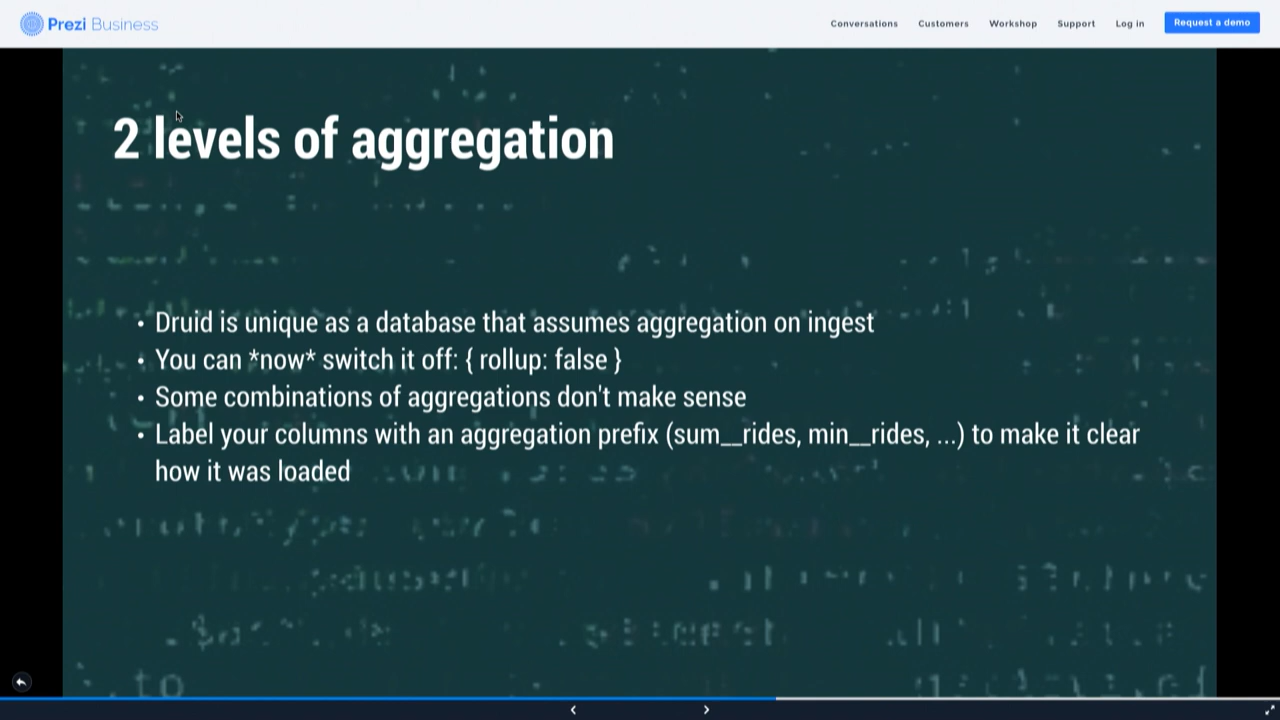 Prezi Business
Conversations
Customers
Workshop
Support
Log in
Request a demo
2 levels of aggregation
• Druid is unique as a database that assumes aggregation on ingest
• You can *now* switch it off: { rollup: false }
• Some combinations of aggregations don't make sense
• Label your columns with an aggregation prefix (sum__rides, min__rides, ...) to make it clear
how it was loaded
to